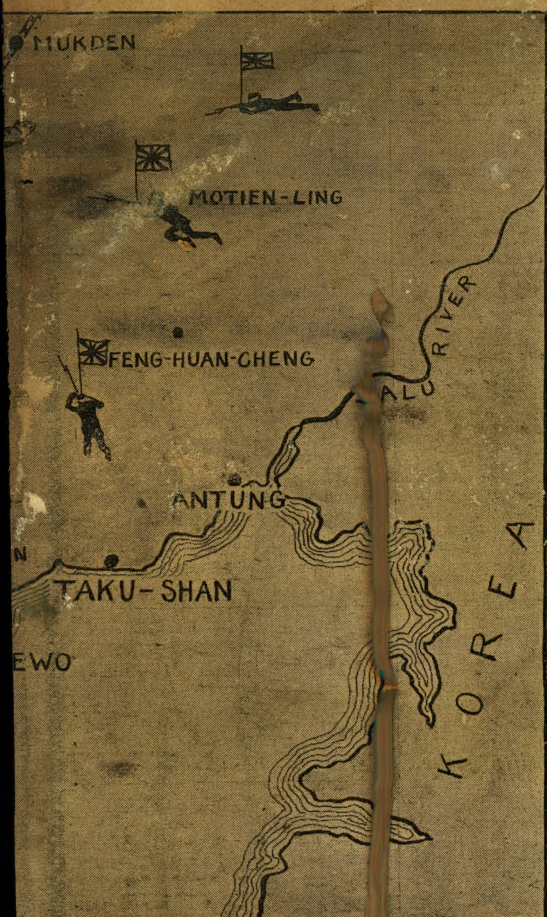 MUKDEN
MOTIEN-LING
RIVER
FENG-HUAN-CHENG
ALU
ANTUNG
N
TAKU-SHAN
EWO
KOREA